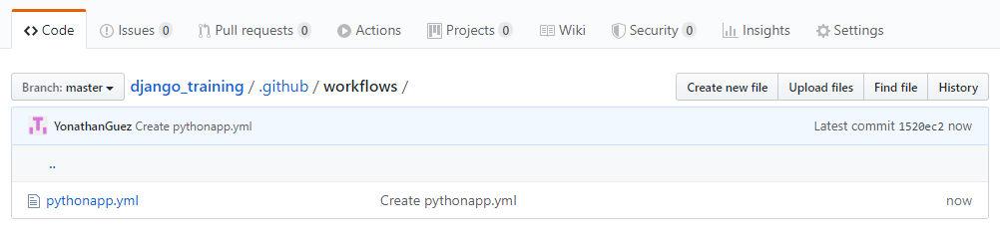 Code Issues 0 Pull requests 0 Actions Projects 0 Wiki Security 0 Insights Settings
Branch: master django_training / .github / workflows / Create new file Upload files Find file History
YonathanGuez Create pythonapp.yml Latest commit 1520ec2 now
..
pythonapp.yml Create pythonapp.yml now